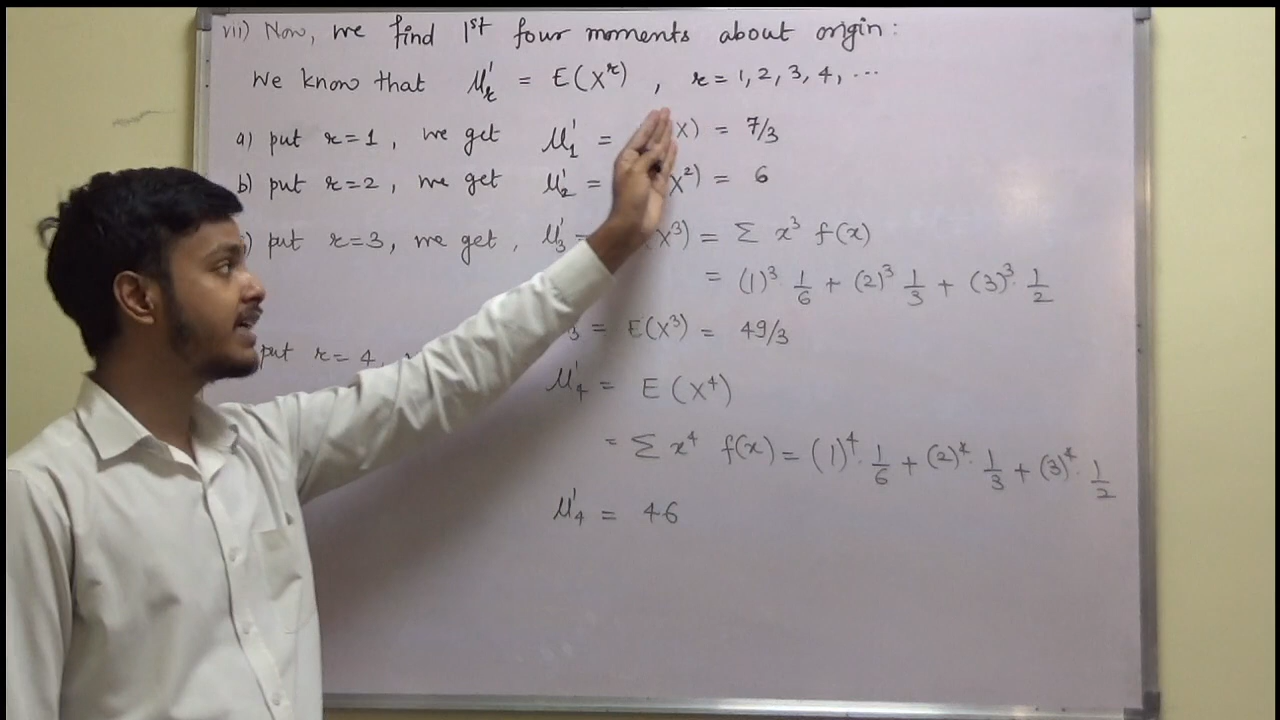 vii) Now, we find 1st four moments about origin:
We know that μ'ᵣ = E(Xʳ), r = 1, 2, 3, 4, ...
a) put r=1, we get μ'₁ = X) = 7/3
b) put r=2, we get μ'₂ = X²) = 6
) put r=3, we get, μ'₃ = X³) = Σ x³ f(x)
= (1)³ 1/6 + (2)³ 1/3 + (3)³. 1/2
₃ = E(X³) = 49/3
put r=4,
μ'₄ = E(X⁴)
= Σ x⁴ f(x) = (1)⁴. 1/6 + (2)⁴. 1/3 + (3)⁴. 1/2
μ'₄ = 46